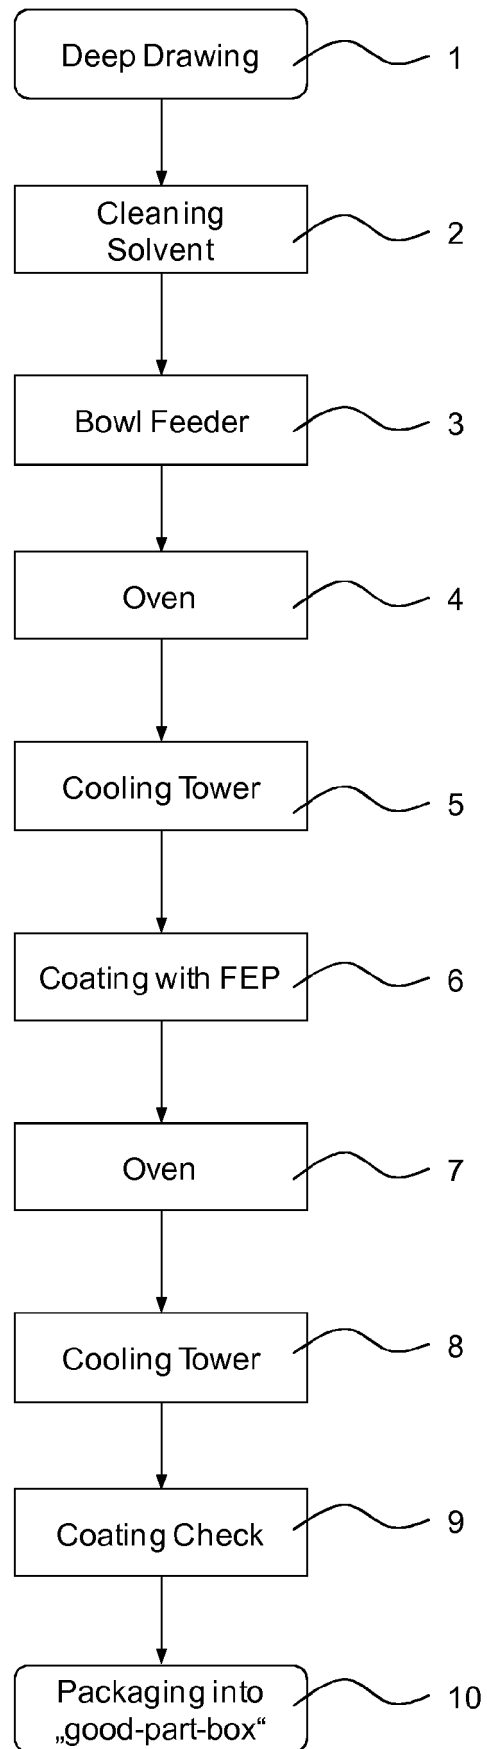 Deep Drawing
1
Cleaning
Solvent
2
Bowl Feeder
3
Oven
4
Cooling Tower
5
Coating with FEP
6
Oven
7
Cooling Tower
8
Coating Check
9
Packaging into
„good-part-box“
10